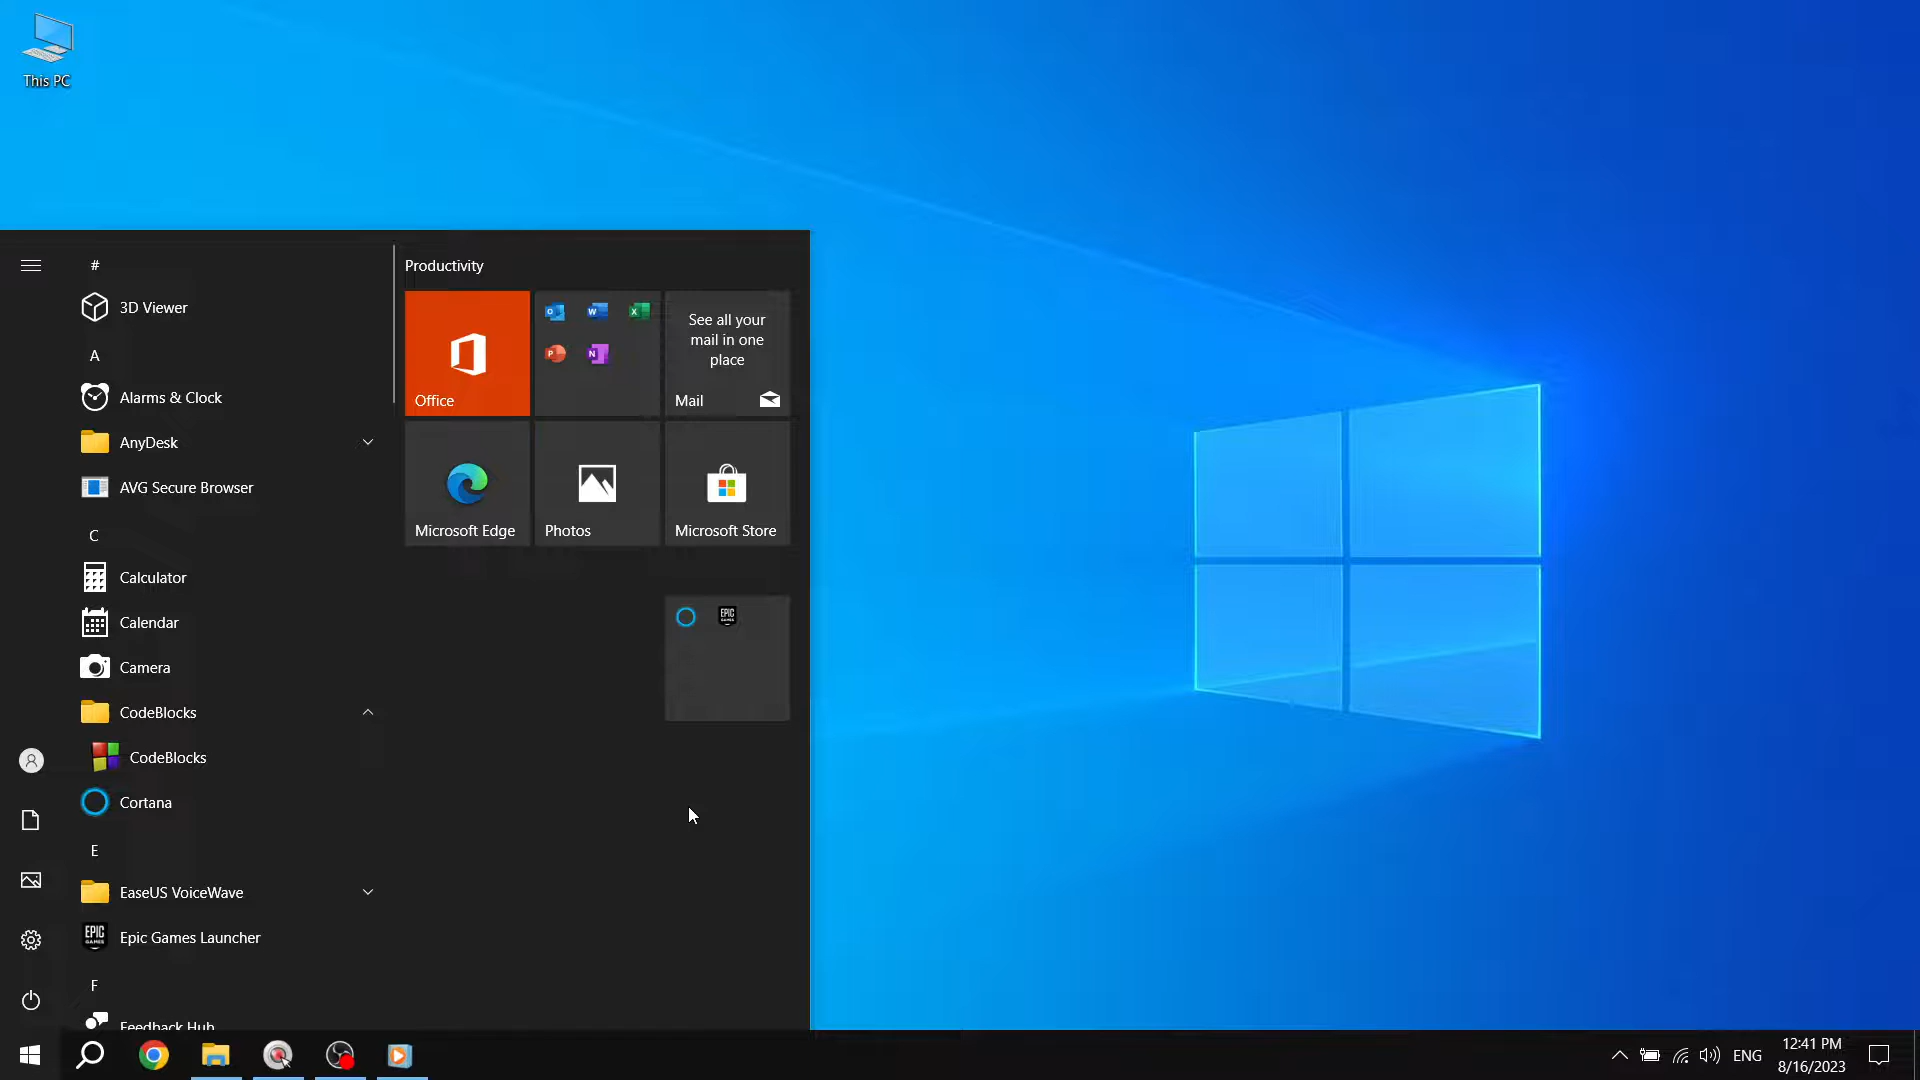 This PC
#
3D Viewer
A
Alarms & Clock
AnyDesk
AVG Secure Browser
C
Calculator
Calendar
Camera
CodeBlocks
CodeBlocks
Cortana
E
EaseUS VoiceWave
Epic Games Launcher
F
Feedback Hub
Productivity
Office
See all your
mail in one
place
Mail
Microsoft Edge
Photos
Microsoft Store
EPIC
GAMES
ENG
12:41 PM
8/16/2023